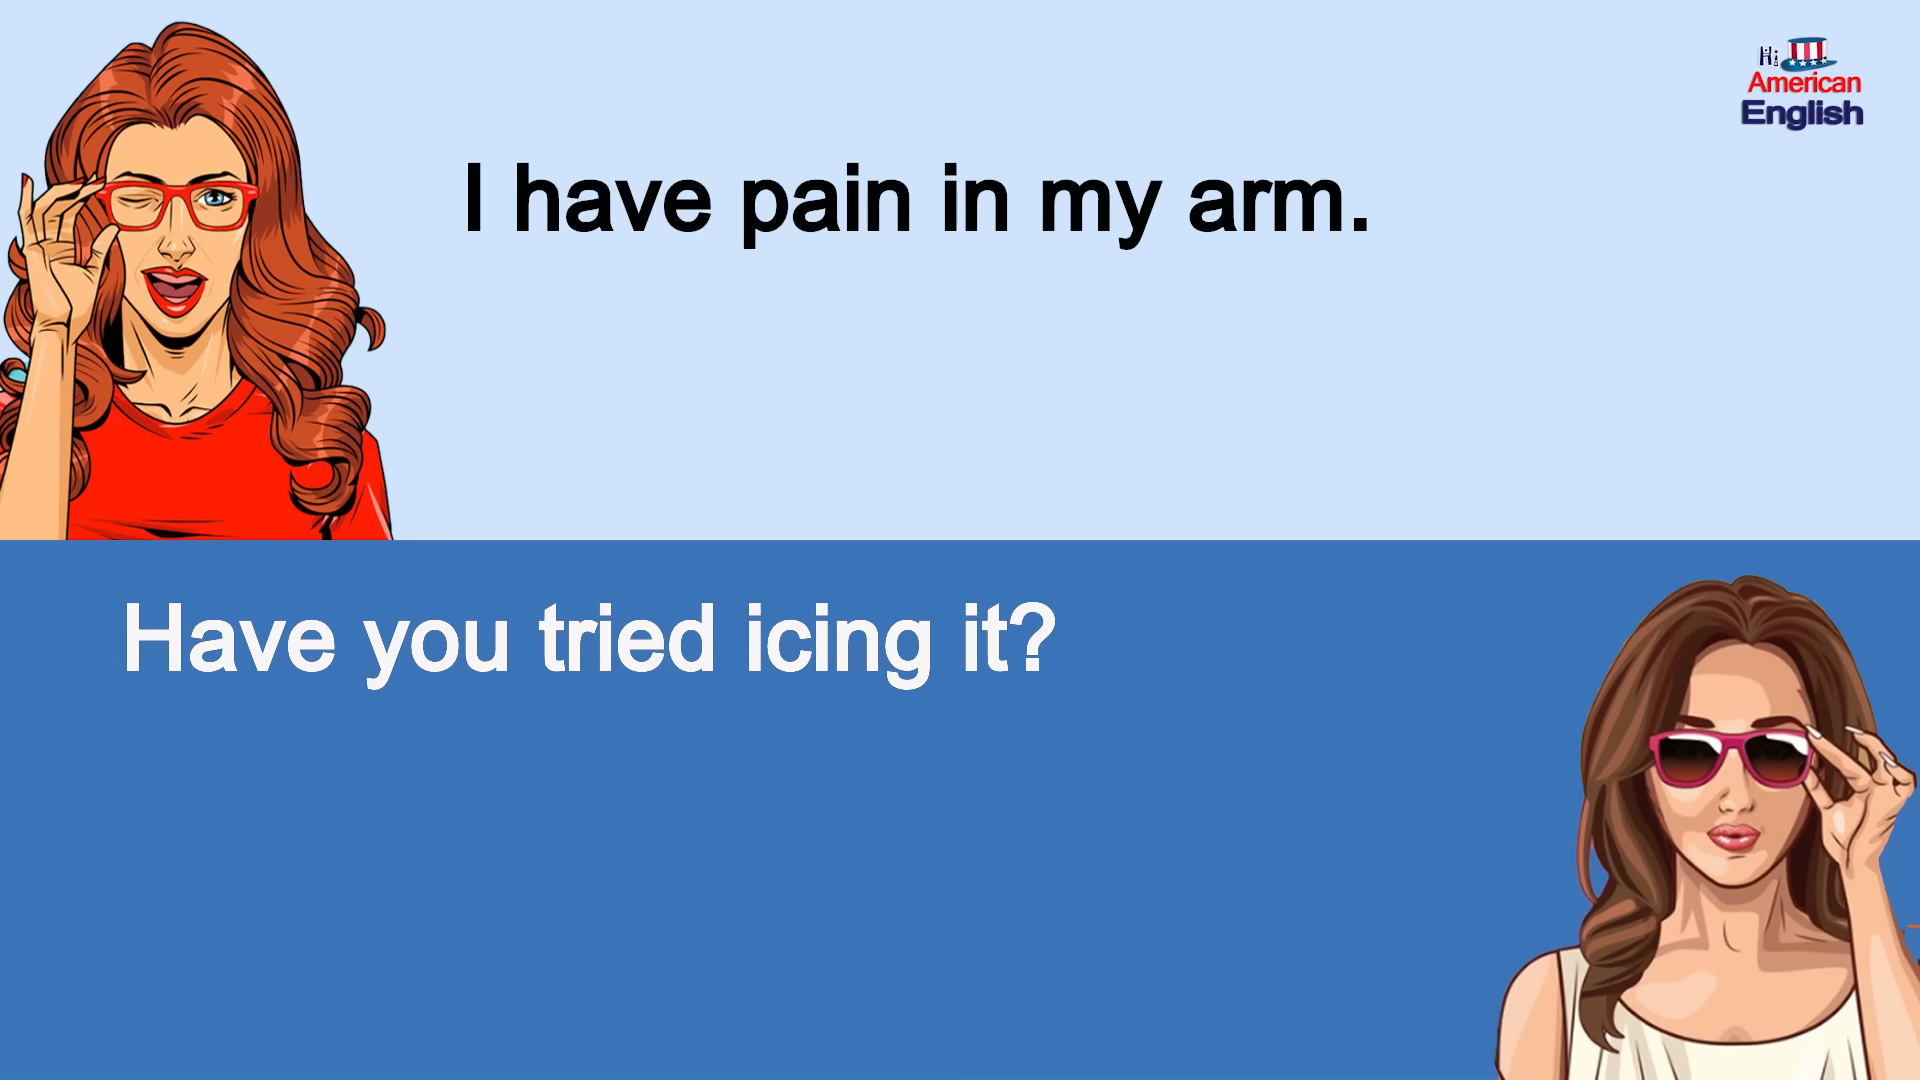 Hi
American
English
I have pain in my arm.
Have you tried icing it?